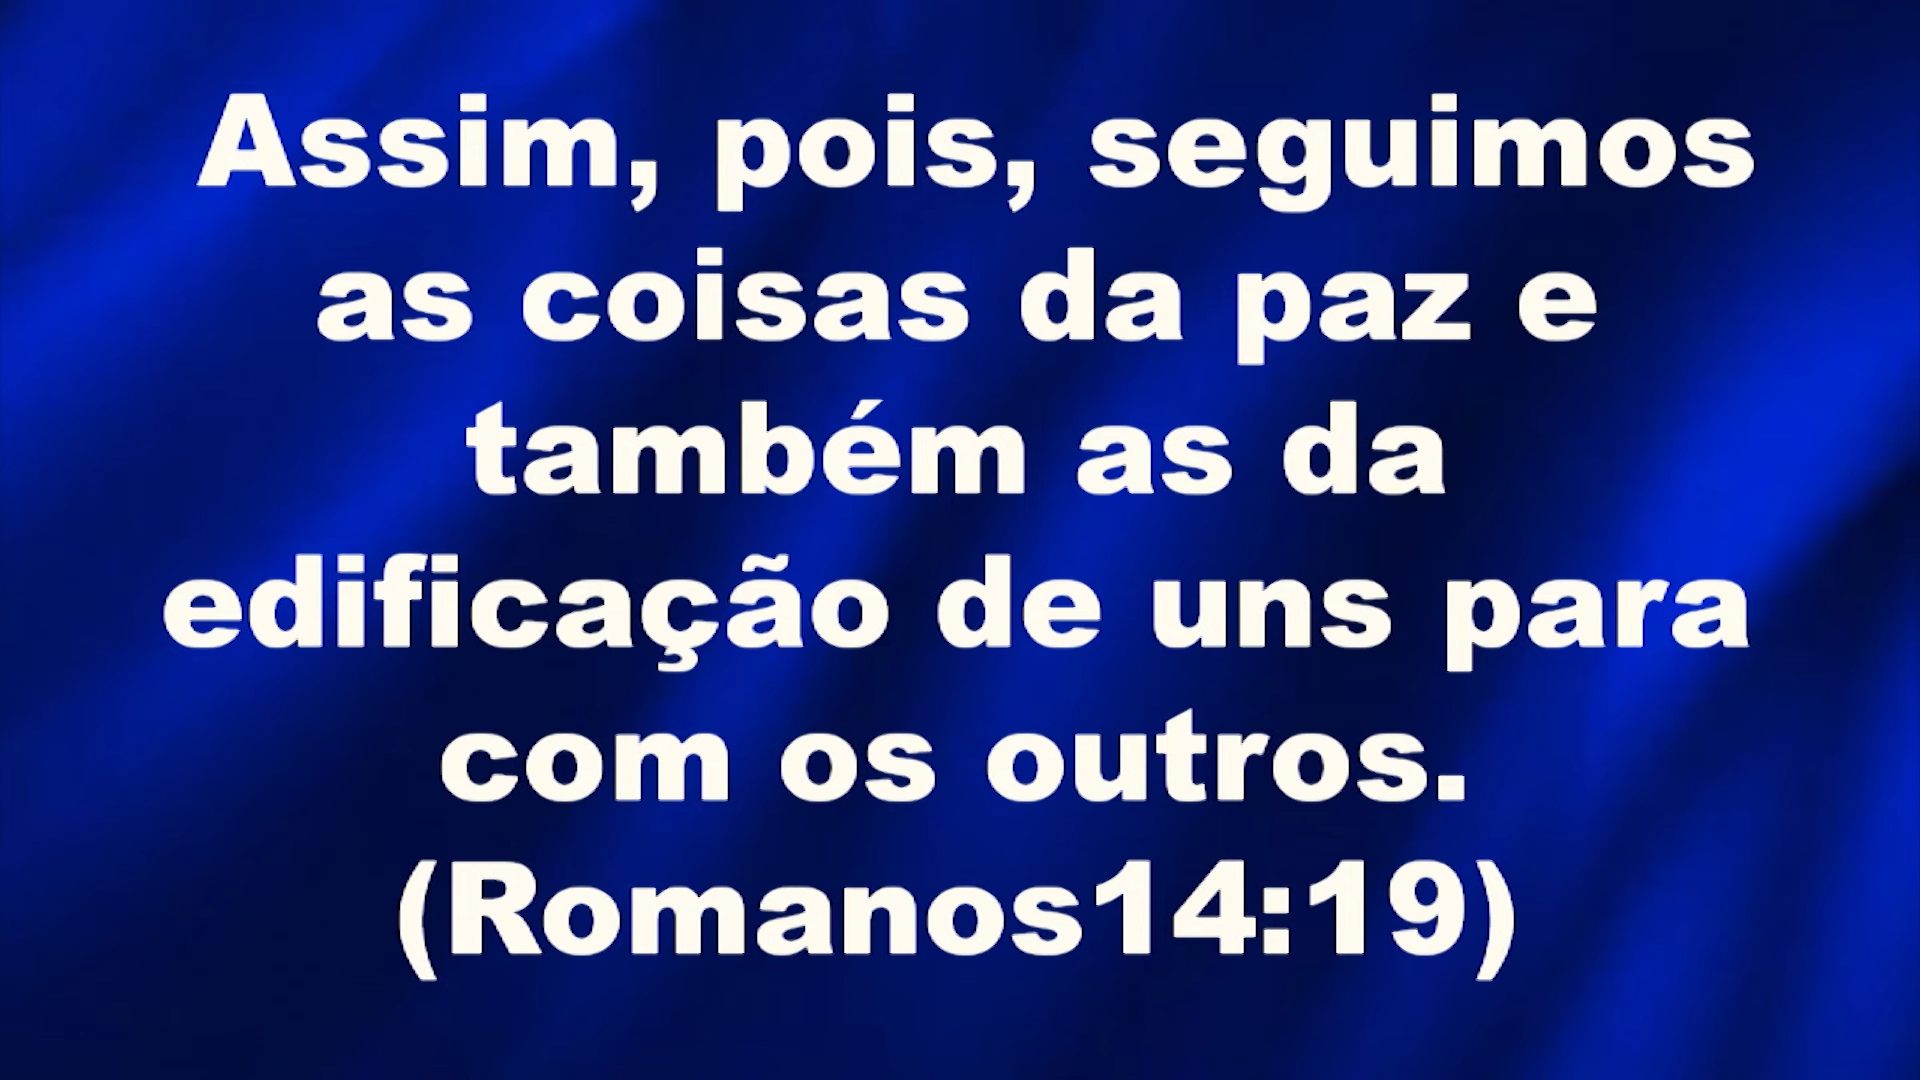 Assim, pois, seguimos
as coisas da paz e
também as da
edificação de uns para
com os outros.
(Romanos14:19)